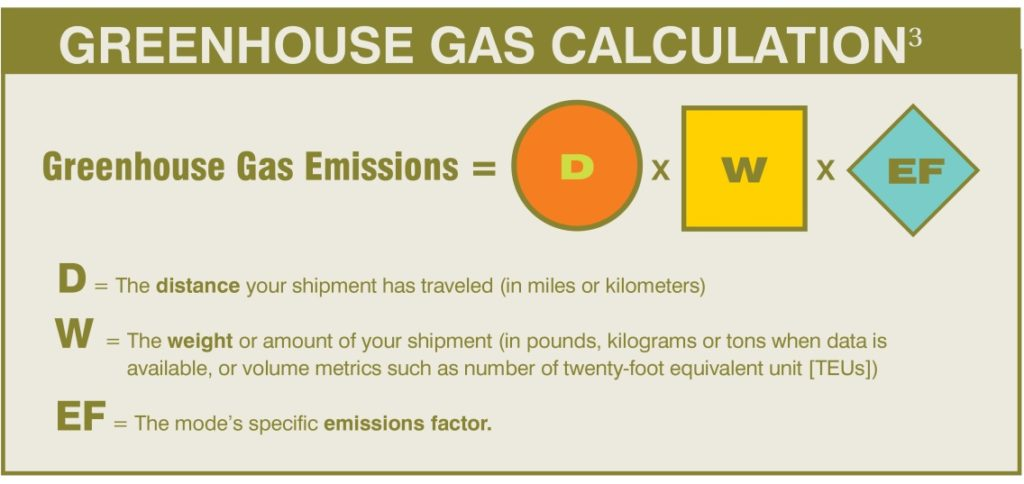 GREENHOUSE GAS CALCULATION³
Greenhouse Gas Emissions = D x W x EF
D = The distance your shipment has traveled (in miles or kilometers)
W = The weight or amount of your shipment (in pounds, kilograms or tons when data is
available, or volume metrics such as number of twenty-foot equivalent unit [TEUs])
EF = The mode’s specific emissions factor.